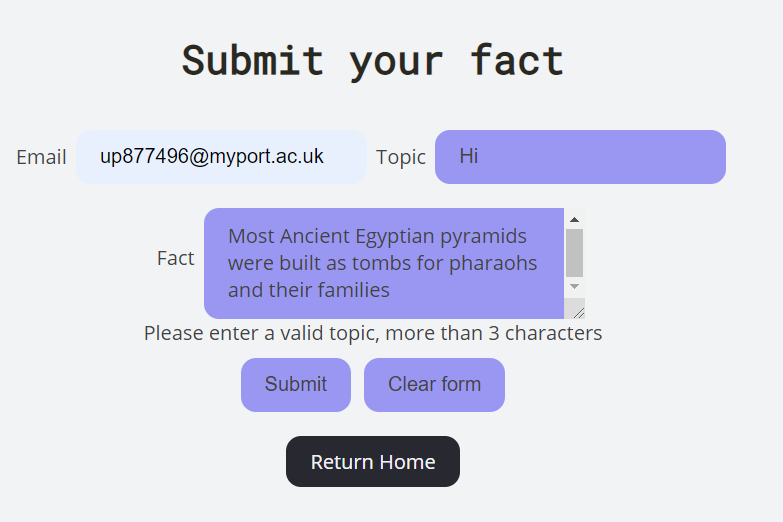 Submit your fact
Email up877496@myport.ac.uk Topic Hi
Fact Most Ancient Egyptian pyramids
were built as tombs for pharaohs
and their families
Please enter a valid topic, more than 3 characters
Submit Clear form
Return Home